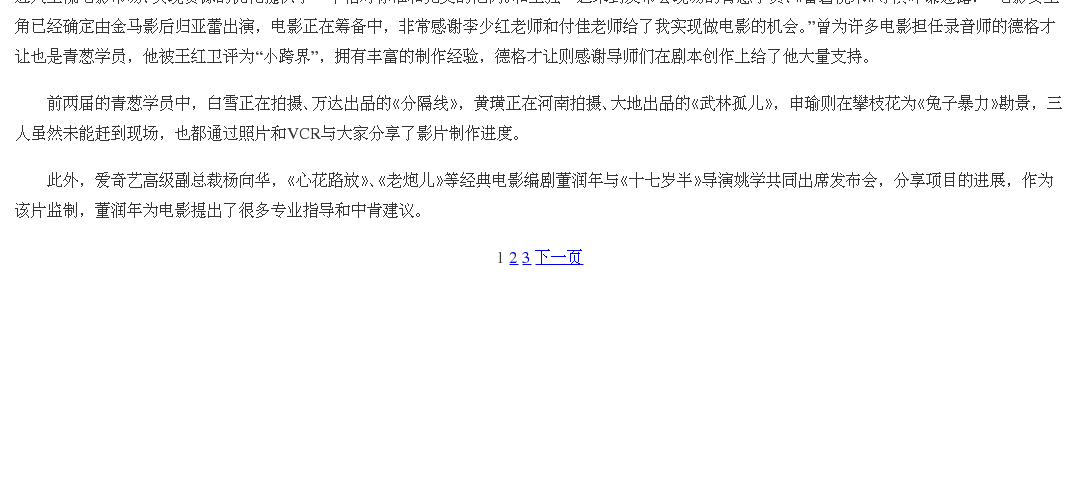 角已经确定由金马影后归亚蕾出演，电影正在筹备中，非常感谢李少红老师和付佳老师给了我实现做电影的机会。”曾为许多电影担任录音师的德格才
让也是青葱学员，他被王红卫评为“小跨界”，拥有丰富的制作经验，德格才让则感谢导师们在剧本创作上给了他大量支持。
前两届的青葱学员中，白雪正在拍摄、万达出品的《分隔线》，黄璜正在河南拍摄、大地出品的《武林孤儿》，申瑜则在攀枝花为《兔子暴力》勘景，三
人虽然未能赶到现场，也都通过照片和VCR与大家分享了影片制作进度。
此外，爱奇艺高级副总裁杨向华，《心花路放》、《老炮儿》等经典电影编剧董润年与《十七岁半》导演姚学共同出席发布会，分享项目的进展，作为
该片监制，董润年为电影提出了很多专业指导和中肯建议。
1 2 3 下一页